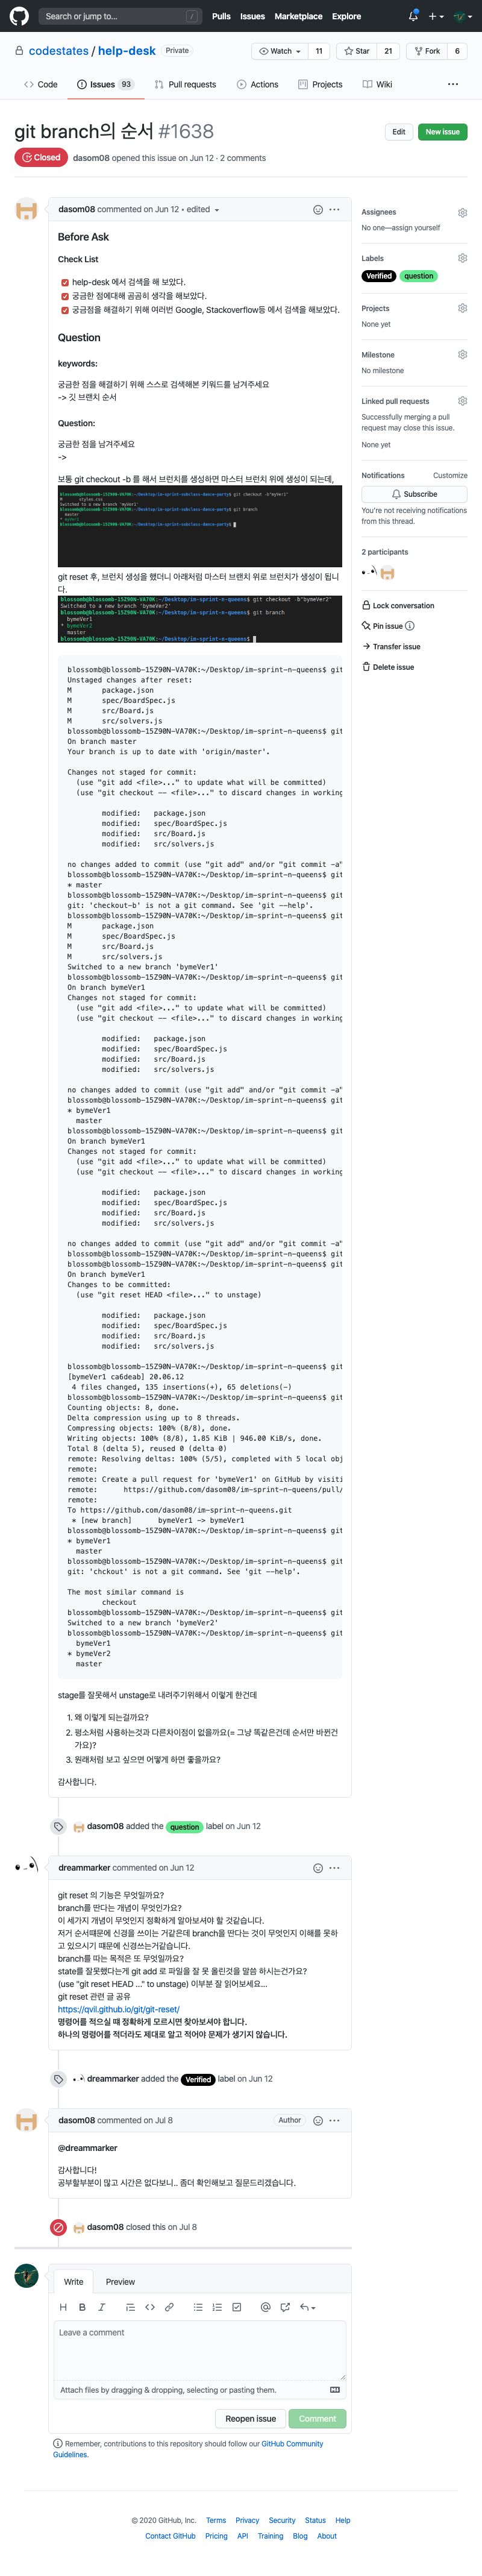 Search or jump to...
/
Pulls
Issues
Marketplace
Explore
codestates / help-desk
Private
Watch
11
Star
21
Fork
6
Code
Issues 93
Pull requests
Actions
Projects
Wiki
git branch의 순서 #1638
Edit
New issue
Closed
dasom08 opened this issue on Jun 12 · 2 comments
dasom08 commented on Jun 12 • edited
Before Ask
Check List
help-desk 에서 검색을 해 보았다.
궁금한 점에대해 곰곰히 생각을 해보았다.
궁금점을 해결하기 위해 여러번 Google, Stackoverflow등 에서 검색을 해보았다.
Question
keywords:
궁금한 점을 해결하기 위해 스스로 검색해본 키워드를 남겨주세요
-> 깃 브랜치 순서
Question:
궁금한 점을 남겨주세요
->
보통 git checkout -b 를 해서 브런치를 생성하면 마스터 브런치 위에 생성이 되는데,
blossomb@blossomb-15Z90N-VA70K:~/Desktop/im-sprint-subclass-dance-party$ git checkout -b"myVer1"
M styles.css
Switched to a new branch 'myVer1'
blossomb@blossomb-15Z90N-VA70K:~/Desktop/im-sprint-subclass-dance-party$ git branch
master
* myVer1
blossomb@blossomb-15Z90N-VA70K:~/Desktop/im-sprint-subclass-dance-party$
git reset 후, 브런치 생성을 했더니 아래처럼 마스터 브랜치 위로 브런치가 생성이 됩니
다.
blossomb@blossomb-15Z90N-VA70K:~/Desktop/im-sprint-n-queens$ git checkout -b"bymeVer2"
Switched to a new branch 'bymeVer2'
blossomb@blossomb-15Z90N-VA70K:~/Desktop/im-sprint-n-queens$ git branch
bymeVer1
* bymeVer2
master
blossomb@blossomb-15Z90N-VA70K:~/Desktop/im-sprint-n-queens$
blossomb@blossomb-15Z90N-VA70K:~/Desktop/im-sprint-n-queens$ git
Unstaged changes after reset:
M package.json
M spec/BoardSpec.js
M src/Board.js
M src/solvers.js
blossomb@blossomb-15Z90N-VA70K:~/Desktop/im-sprint-n-queens$ git
On branch master
Your branch is up to date with 'origin/master'.
Changes not staged for commit:
(use "git add <file>..." to update what will be committed)
(use "git checkout -- <file>..." to discard changes in working
modified: package.json
modified: spec/BoardSpec.js
modified: src/Board.js
modified: src/solvers.js
no changes added to commit (use "git add" and/or "git commit -a"
blossomb@blossomb-15Z90N-VA70K:~/Desktop/im-sprint-n-queens$ git
* master
blossomb@blossomb-15Z90N-VA70K:~/Desktop/im-sprint-n-queens$ git
git: 'checkout-b' is not a git command. See 'git --help'.
blossomb@blossomb-15Z90N-VA70K:~/Desktop/im-sprint-n-queens$ git
M package.json
M spec/BoardSpec.js
M src/Board.js
M src/solvers.js
Switched to a new branch 'bymeVer1'
blossomb@blossomb-15Z90N-VA70K:~/Desktop/im-sprint-n-queens$ git
On branch bymeVer1
Changes not staged for commit:
(use "git add <file>..." to update what will be committed)
(use "git checkout -- <file>..." to discard changes in working
modified: package.json
modified: spec/BoardSpec.js
modified: src/Board.js
modified: src/solvers.js
no changes added to commit (use "git add" and/or "git commit -a"
blossomb@blossomb-15Z90N-VA70K:~/Desktop/im-sprint-n-queens$ git
* bymeVer1
master
blossomb@blossomb-15Z90N-VA70K:~/Desktop/im-sprint-n-queens$ git
On branch bymeVer1
Changes not staged for commit:
(use "git add <file>..." to update what will be committed)
(use "git checkout -- <file>..." to discard changes in working
modified: package.json
modified: spec/BoardSpec.js
modified: src/Board.js
modified: src/solvers.js
no changes added to commit (use "git add" and/or "git commit -a"
blossomb@blossomb-15Z90N-VA70K:~/Desktop/im-sprint-n-queens$ git
blossomb@blossomb-15Z90N-VA70K:~/Desktop/im-sprint-n-queens$ git
On branch bymeVer1
Changes to be committed:
(use "git reset HEAD <file>..." to unstage)
modified: package.json
modified: spec/BoardSpec.js
modified: src/Board.js
modified: src/solvers.js
blossomb@blossomb-15Z90N-VA70K:~/Desktop/im-sprint-n-queens$ git
[bymeVer1 ca6deab] 20.06.12
4 files changed, 135 insertions(+), 65 deletions(-)
blossomb@blossomb-15Z90N-VA70K:~/Desktop/im-sprint-n-queens$ git
Counting objects: 8, done.
Delta compression using up to 8 threads.
Compressing objects: 100% (8/8), done.
Writing objects: 100% (8/8), 1.85 KiB | 946.00 KiB/s, done.
Total 8 (delta 5), reused 0 (delta 0)
remote: Resolving deltas: 100% (5/5), completed with 5 local obj
remote:
remote: Create a pull request for 'bymeVer1' on GitHub by visiti
remote: https://github.com/dasom08/im-sprint-n-queens/pull/
remote:
To https://github.com/dasom08/im-sprint-n-queens.git
* [new branch] bymeVer1 -> bymeVer1
blossomb@blossomb-15Z90N-VA70K:~/Desktop/im-sprint-n-queens$ git
* bymeVer1
master
blossomb@blossomb-15Z90N-VA70K:~/Desktop/im-sprint-n-queens$ git
git: 'chckout' is not a git command. See 'git --help'.
The most similar command is
checkout
blossomb@blossomb-15Z90N-VA70K:~/Desktop/im-sprint-n-queens$ git
Switched to a new branch 'bymeVer2'
blossomb@blossomb-15Z90N-VA70K:~/Desktop/im-sprint-n-queens$ git
bymeVer1
* bymeVer2
master
stage를 잘못해서 unstage로 내려주기위해서 이렇게 한건데
1. 왜 이렇게 되는걸까요?
2. 평소처럼 사용하는것과 다른차이점이 없을까요(= 그냥 똑같은건데 순서만 바뀐건
가요)?
3. 원래처럼 보고 싶으면 어떻게 하면 좋을까요?
감사합니다.
dasom08 added the question label on Jun 12
dreammarker commented on Jun 12
git reset 의 기능은 무엇일까요?
branch를 딴다는 개념이 무엇인가요?
이 세가지 개념이 무엇인지 정확하게 알아보셔야 할 것같습니다.
저거 순서때문에 신경을 쓰이는 거같은데 branch을 딴다는 것이 무엇인지 이해를 못하
고 있으시기 때문에 신경쓰는거같습니다.
branch를 따는 목적은 또 무엇일까요?
state를 잘못했다는게 git add 로 파일을 잘 못 올린것을 말씀 하시는건가요?
(use "git reset HEAD ..." to unstage) 이부분 잘 읽어보세요...
git reset 관련 글 공유
https://qvil.github.io/git/git-reset/
명령어를 적으실 때 정확하게 모르시면 찾아보셔야 합니다.
하나의 명령어를 적더라도 제대로 알고 적어야 문제가 생기지 않습니다.
dreammarker added the Verified label on Jun 12
dasom08 commented on Jul 8
Author
@dreammarker
감사합니다!
공부할부분이 많고 시간은 없다보니.. 좀더 확인해보고 질문드리겠습니다.
dasom08 closed this on Jul 8
Write
Preview
H B I
Leave a comment
Attach files by dragging & dropping, selecting or pasting them.
Reopen issue
Comment
Remember, contributions to this repository should follow our GitHub Community
Guidelines.
Assignees
No one—assign yourself
Labels
Verified
question
Projects
None yet
Milestone
No milestone
Linked pull requests
Successfully merging a pull
request may close this issue.
None yet
Notifications
Customize
Subscribe
You're not receiving notifications
from this thread.
2 participants
Lock conversation
Pin issue
Transfer issue
Delete issue
© 2020 GitHub, Inc.
Terms
Privacy
Security
Status
Help
Contact GitHub
Pricing
API
Training
Blog
About